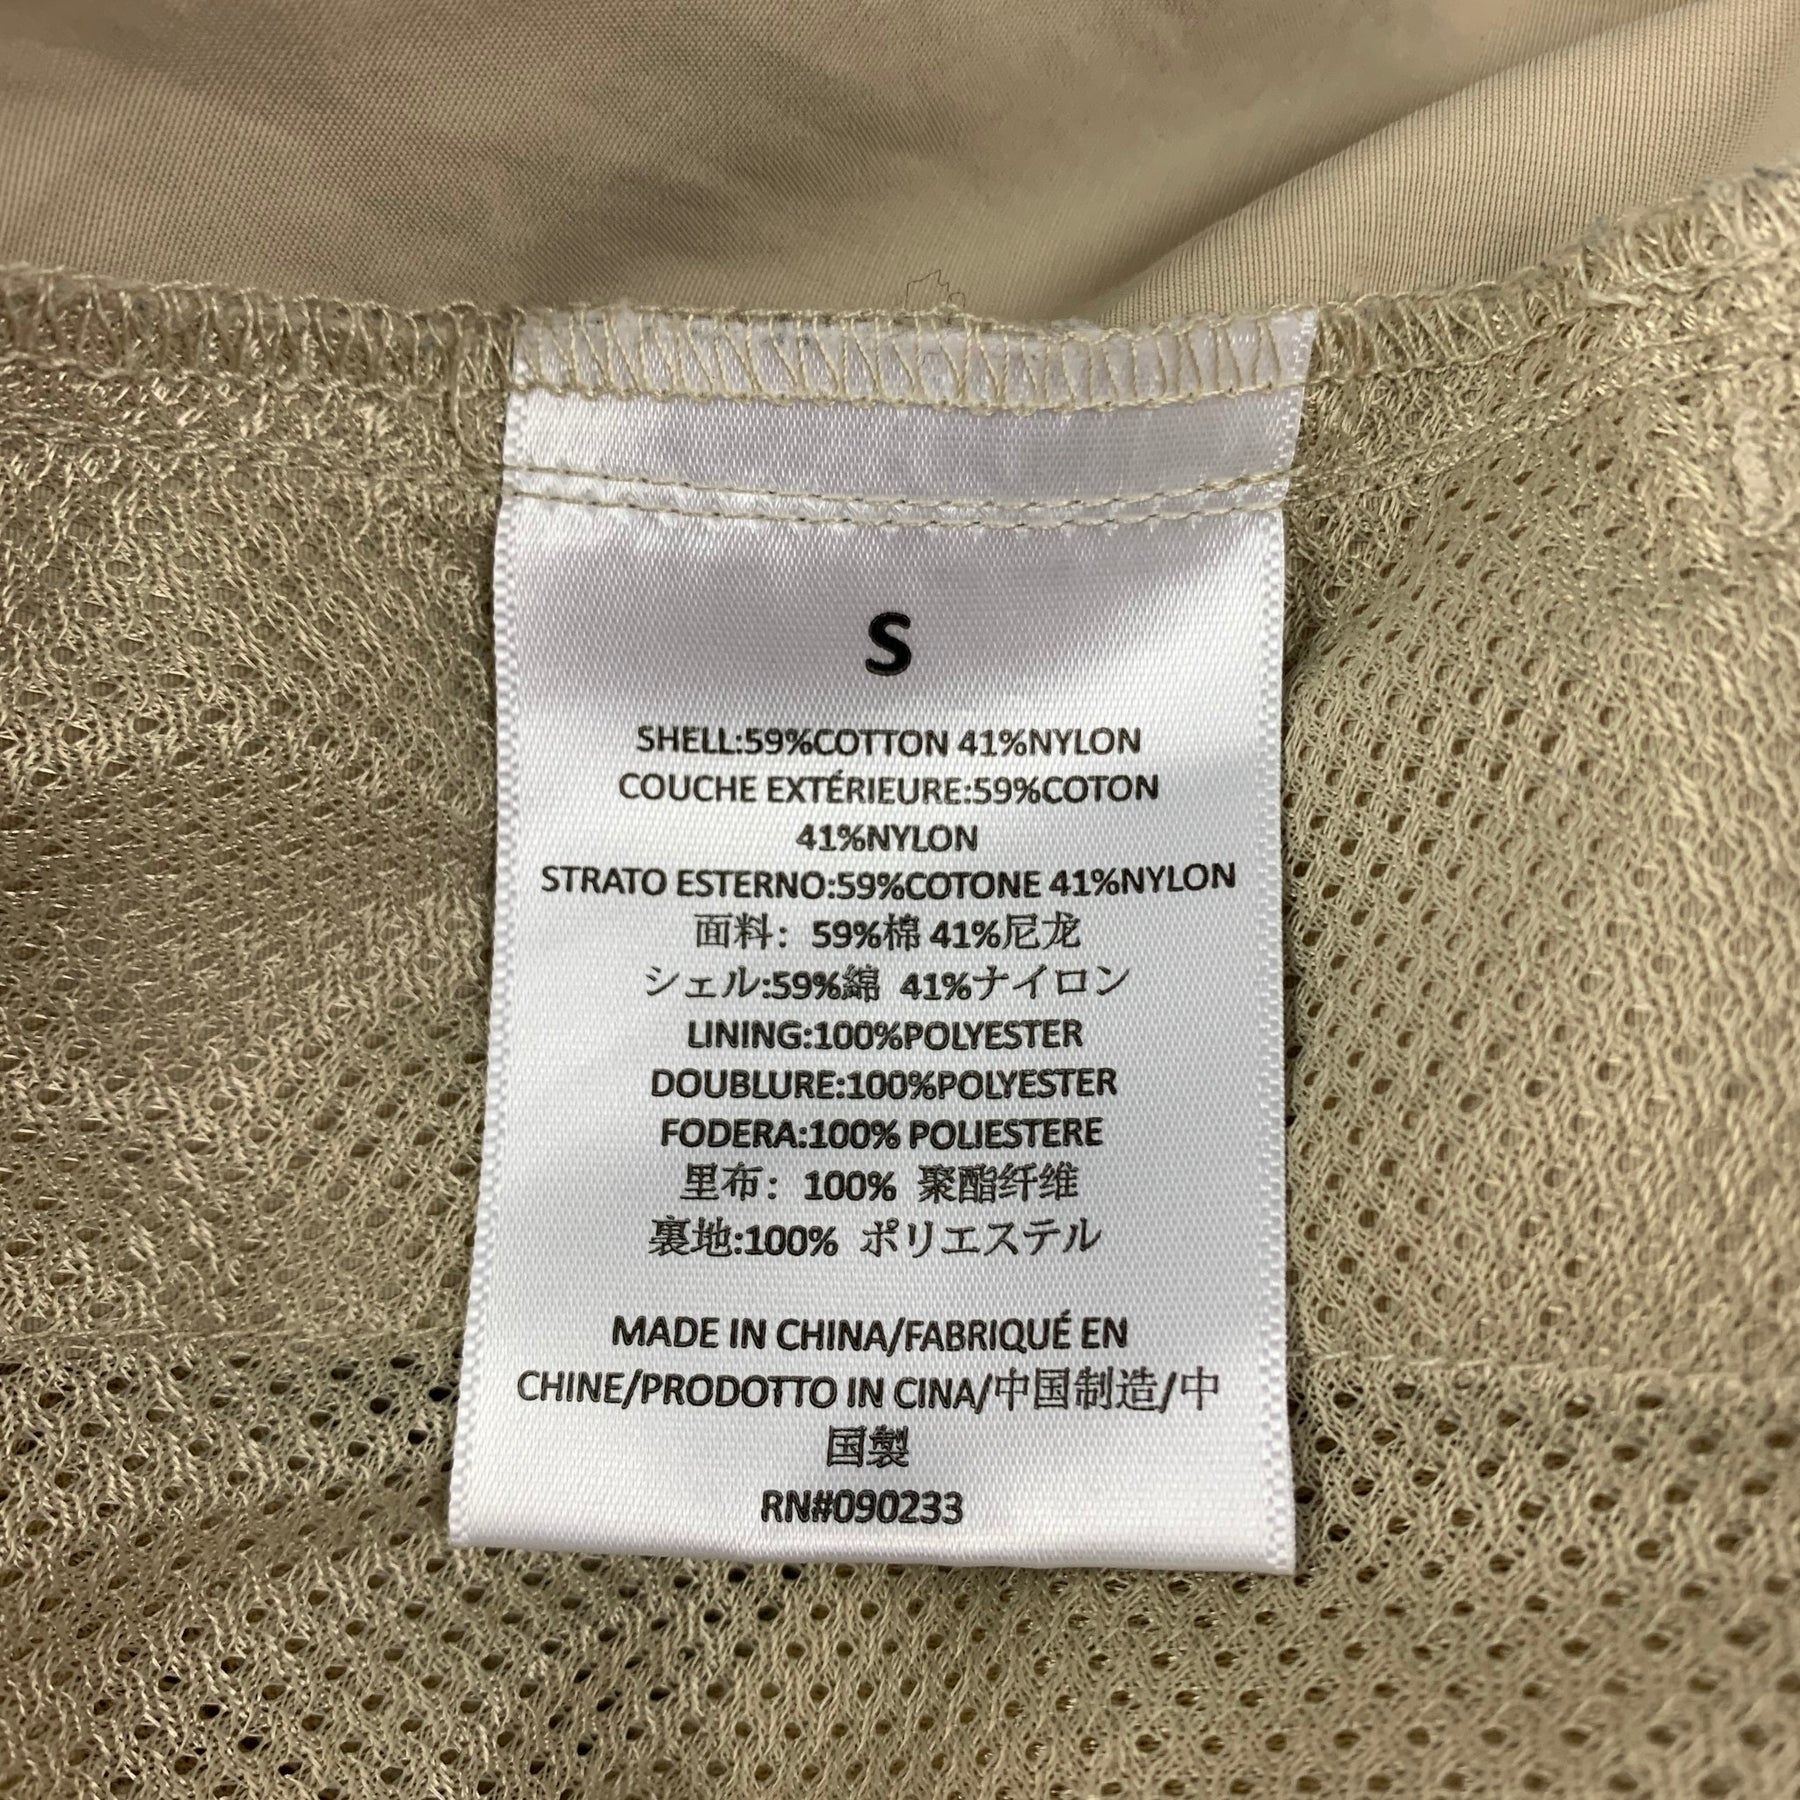 S
SHELL:59%COTTON 41%NYLON
COUCHE EXTÉRIEURE:59%COTON
41%NYLON
STRATO ESTERNO:59%COTONE 41%NYLON
面料：59%棉 41%尼龙
シェル:59%綿 41%ナイロン
LINING:100%POLYESTER
DOUBLURE:100%POLYESTER
FODERA:100% POLIESTERE
里布：100% 聚酯纤维
裏地:100% ポリエステル
MADE IN CHINA/FABRIQUÉ EN
CHINE/PRODOTTO IN CINA/中国制造/中
国製
RN#090233